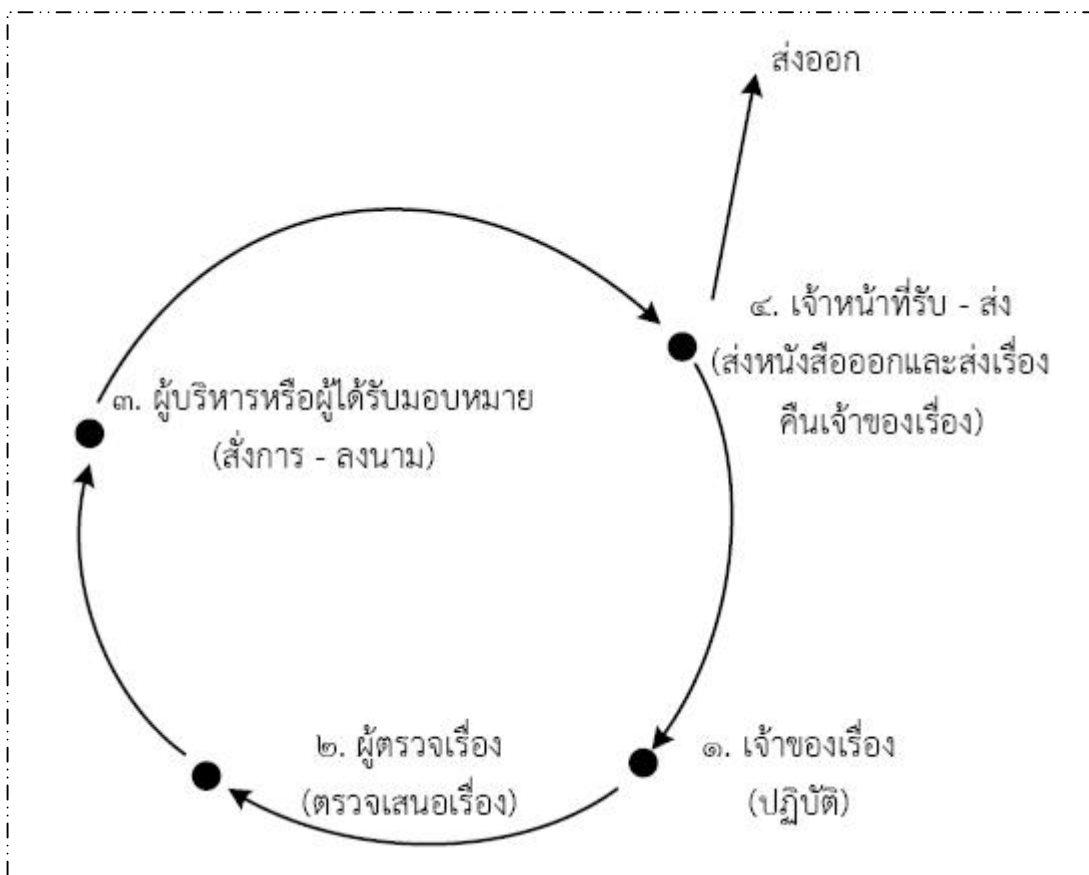 ส่งออก
๔. เจ้าหน้าที่รับ - ส่ง
(ส่งหนังสือออกและส่งเรื่อง
คืนเจ้าของเรื่อง)
๓. ผู้บริหารหรือผู้ได้รับมอบหมาย
(สั่งการ - ลงนาม)
๒. ผู้ตรวจเรื่อง
(ตรวจเสนอเรื่อง)
๑. เจ้าของเรื่อง
(ปฏิบัติ)